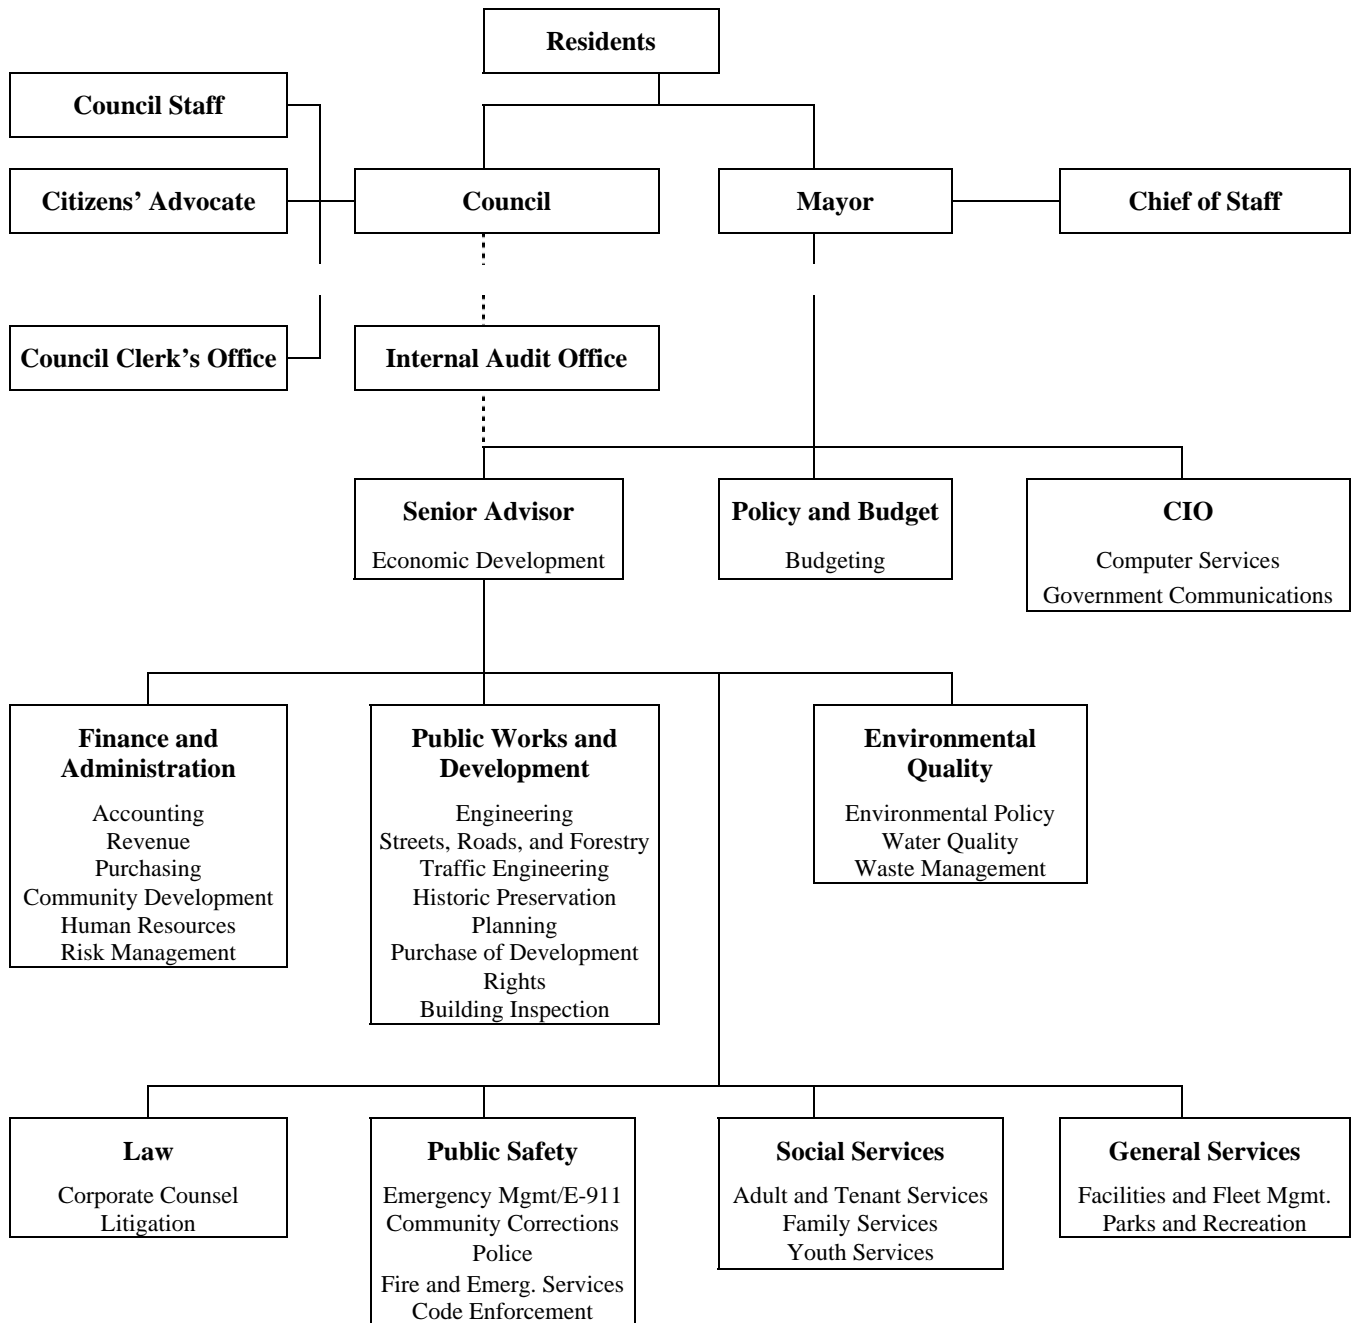 Residents
Council Staff
Citizens’ Advocate
Council
Mayor
Chief of Staff
Council Clerk’s Office
Internal Audit Office
Senior Advisor
Economic Development
Policy and Budget
Budgeting
CIO
Computer Services
Government Communications
Finance and
Administration
Accounting
Revenue
Purchasing
Community Development
Human Resources
Risk Management
Public Works and
Development
Engineering
Streets, Roads, and Forestry
Traffic Engineering
Historic Preservation
Planning
Purchase of Development
Rights
Building Inspection
Environmental
Quality
Environmental Policy
Water Quality
Waste Management
Law
Corporate Counsel
Litigation
Public Safety
Emergency Mgmt/E-911
Community Corrections
Police
Fire and Emerg. Services
Code Enforcement
Social Services
Adult and Tenant Services
Family Services
Youth Services
General Services
Facilities and Fleet Mgmt.
Parks and Recreation